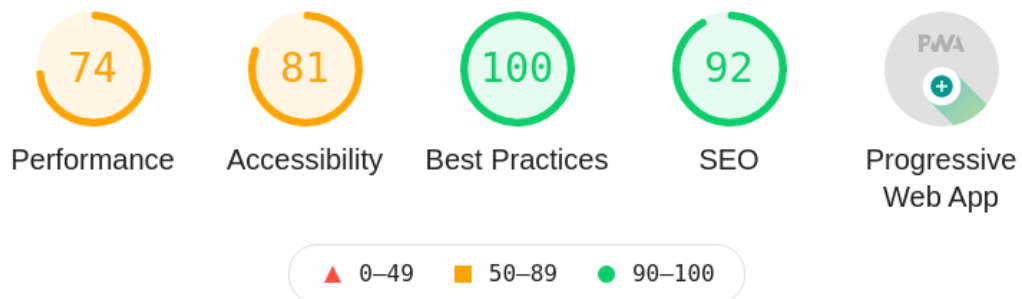 74 81 100 92 PWA
Performance Accessibility Best Practices SEO Progressive
Web App
0–49 50–89 90–100